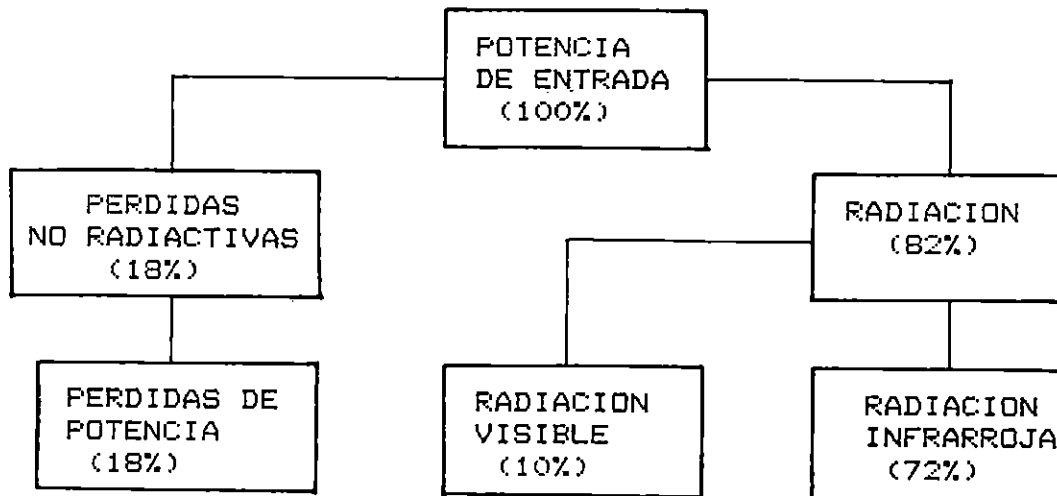 POTENCIA
DE ENTRADA
(100%)
PERDIDAS
NO RADIACTIVAS
(18%)
RADIACION
(82%)
PERDIDAS DE
POTENCIA
(18%)
RADIACION
VISIBLE
(10%)
RADIACION
INFRARROJA
(72%)